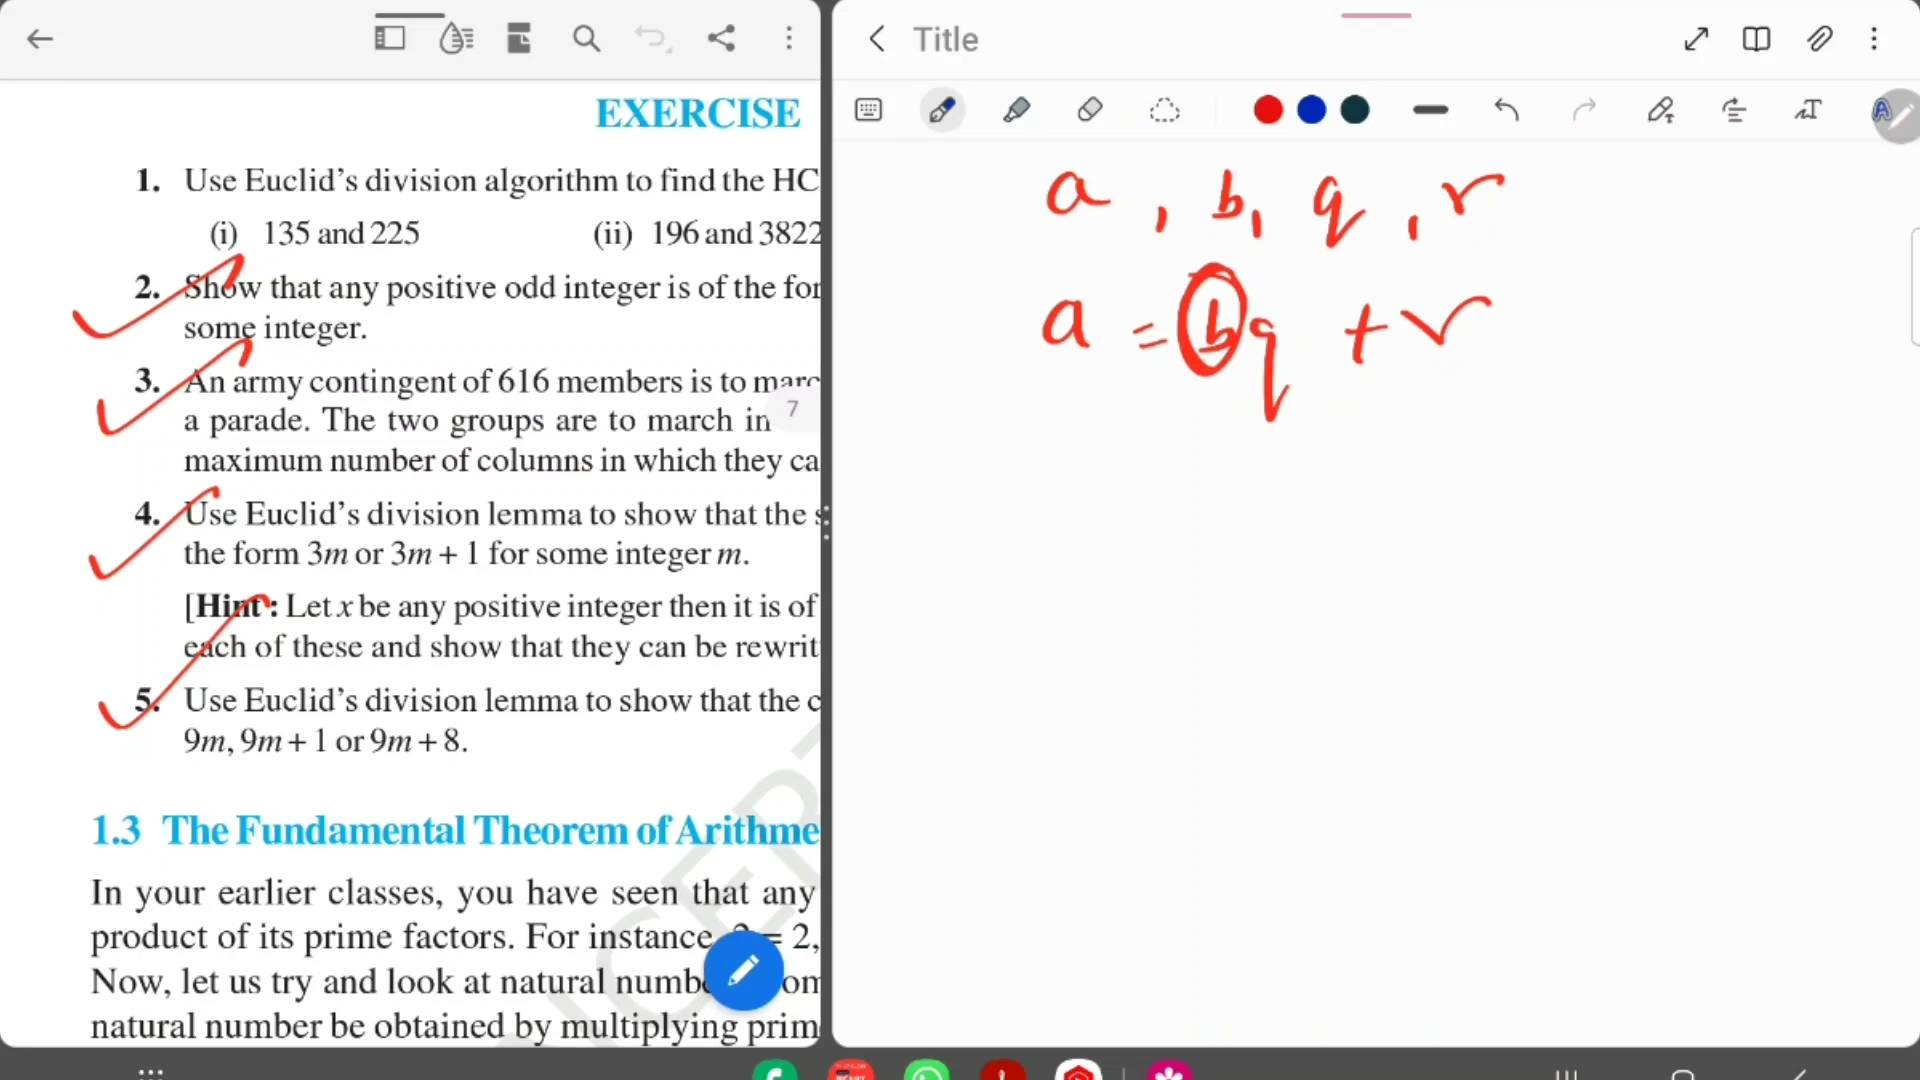 EXERCISE
1. Use Euclid’s division algorithm to find the HC
(i) 135 and 225 (ii) 196 and 3822
2. Show that any positive odd integer is of the for
some integer.
3. An army contingent of 616 members is to marc
a parade. The two groups are to march in
maximum number of columns in which they ca
4. Use Euclid’s division lemma to show that the s
the form 3m or 3m + 1 for some integer m.
[Hint : Let x be any positive integer then it is of
each of these and show that they can be rewrit
5. Use Euclid’s division lemma to show that the c
9m, 9m + 1 or 9m + 8.
1.3 The Fundamental Theorem of Arithme
In your earlier classes, you have seen that any
product of its prime factors. For instance, 2 = 2,
Now, let us try and look at natural numb om
natural number be obtained by multiplying prim
7
NCERT
Title
a , b, q , r
a = bq + r